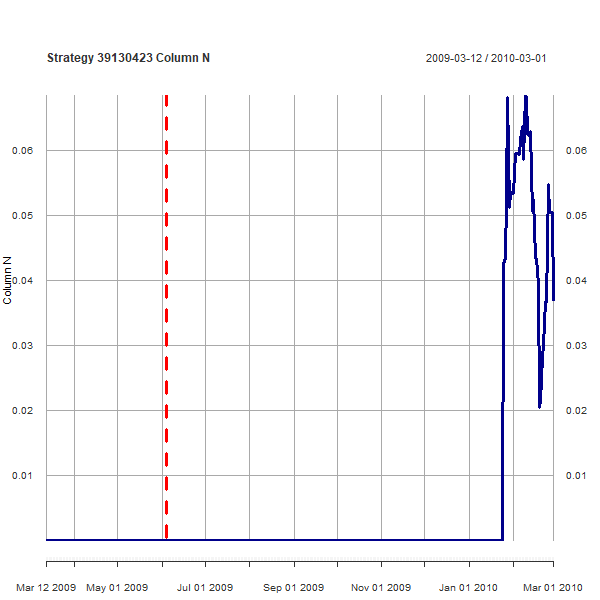 Strategy 39130423 Column N
2009-03-12 / 2010-03-01
0.06
0.06
0.05
0.05
Column N
0.04
0.04
0.03
0.03
0.02
0.02
0.01
0.01
Mar 12 2009
May 01 2009
Jul 01 2009
Sep 01 2009
Nov 01 2009
Jan 01 2010
Mar 01 2010